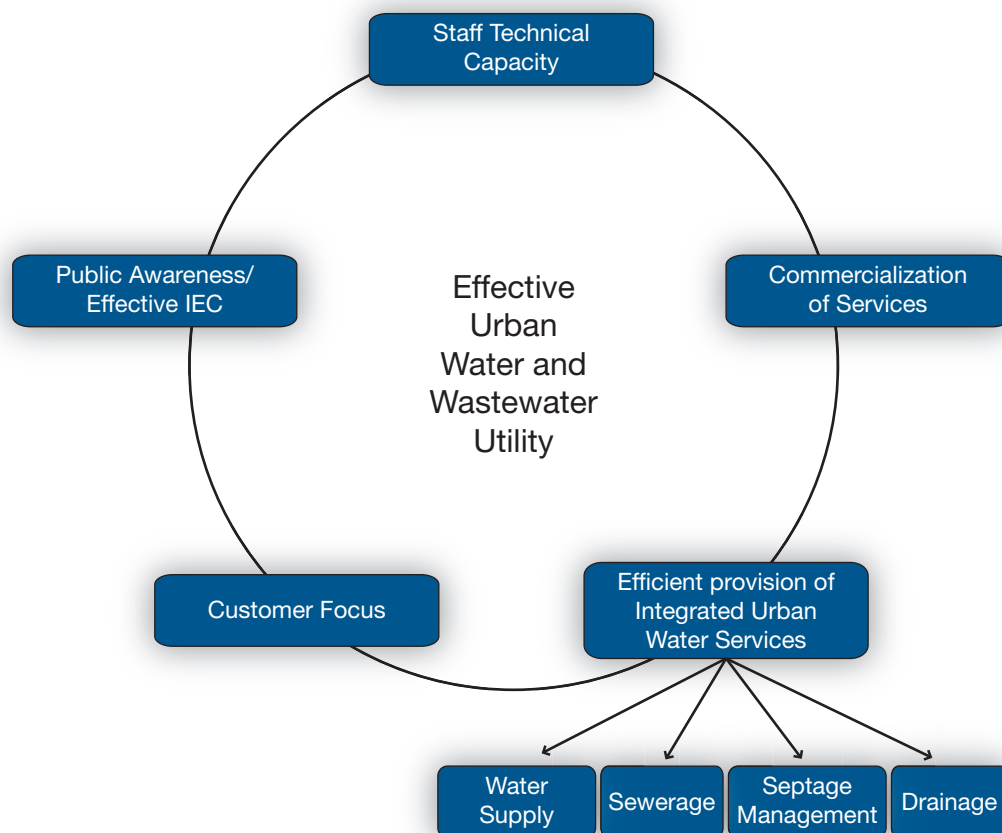 Staff Technical
Capacity
Public Awareness/
Effective IEC
Commercialization
of Services
Effective
Urban
Water and
Wastewater
Utility
Customer Focus
Efficient provision of
Integrated Urban
Water Services
Water
Supply
Sewerage
Septage
Management
Drainage